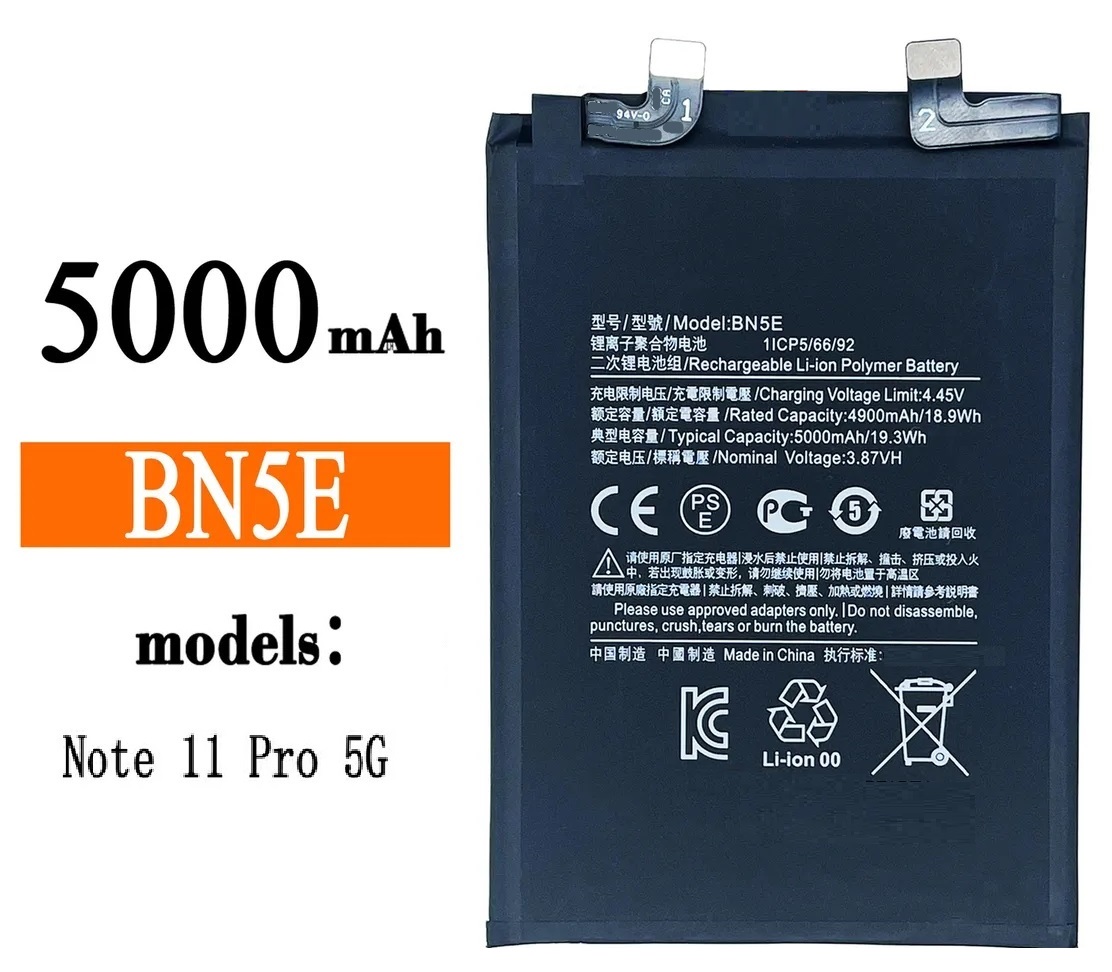 5000mAh
BN5E
models:
Note 11 Pro 5G
94V-0
CA
1
2
型号/型號/Model:BN5E
锂离子聚合物电池 1ICP5/66/92
二次锂电池组/Rechargeable Li-ion Polymer Battery
充电限制电压/充電限制電壓/Charging Voltage Limit:4.45V
额定容量/額定電容量/Rated Capacity:4900mAh/18.9Wh
典型电容量/Typical Capacity:5000mAh/19.3Wh
额定电压/標稱電壓/Nominal Voltage:3.87VH
CE PS E PCT 5
廢電池請回收
请使用原厂指定充电器|浸水后禁止使用|禁止拆解、撞击、挤压或投入火
中，若出现鼓胀或变形，请勿继续使用|勿将电池置于高温区
請使用原廠指定充電器|禁止拆解、刺破、擠壓、加熱或燃燒|詳情請參考説明書
Please use approved adapters only. |Do not disassemble,
punctures, crush,tears or burn the battery.
中国制造 中國制造 Made in China 执行标准:
Li-ion 00